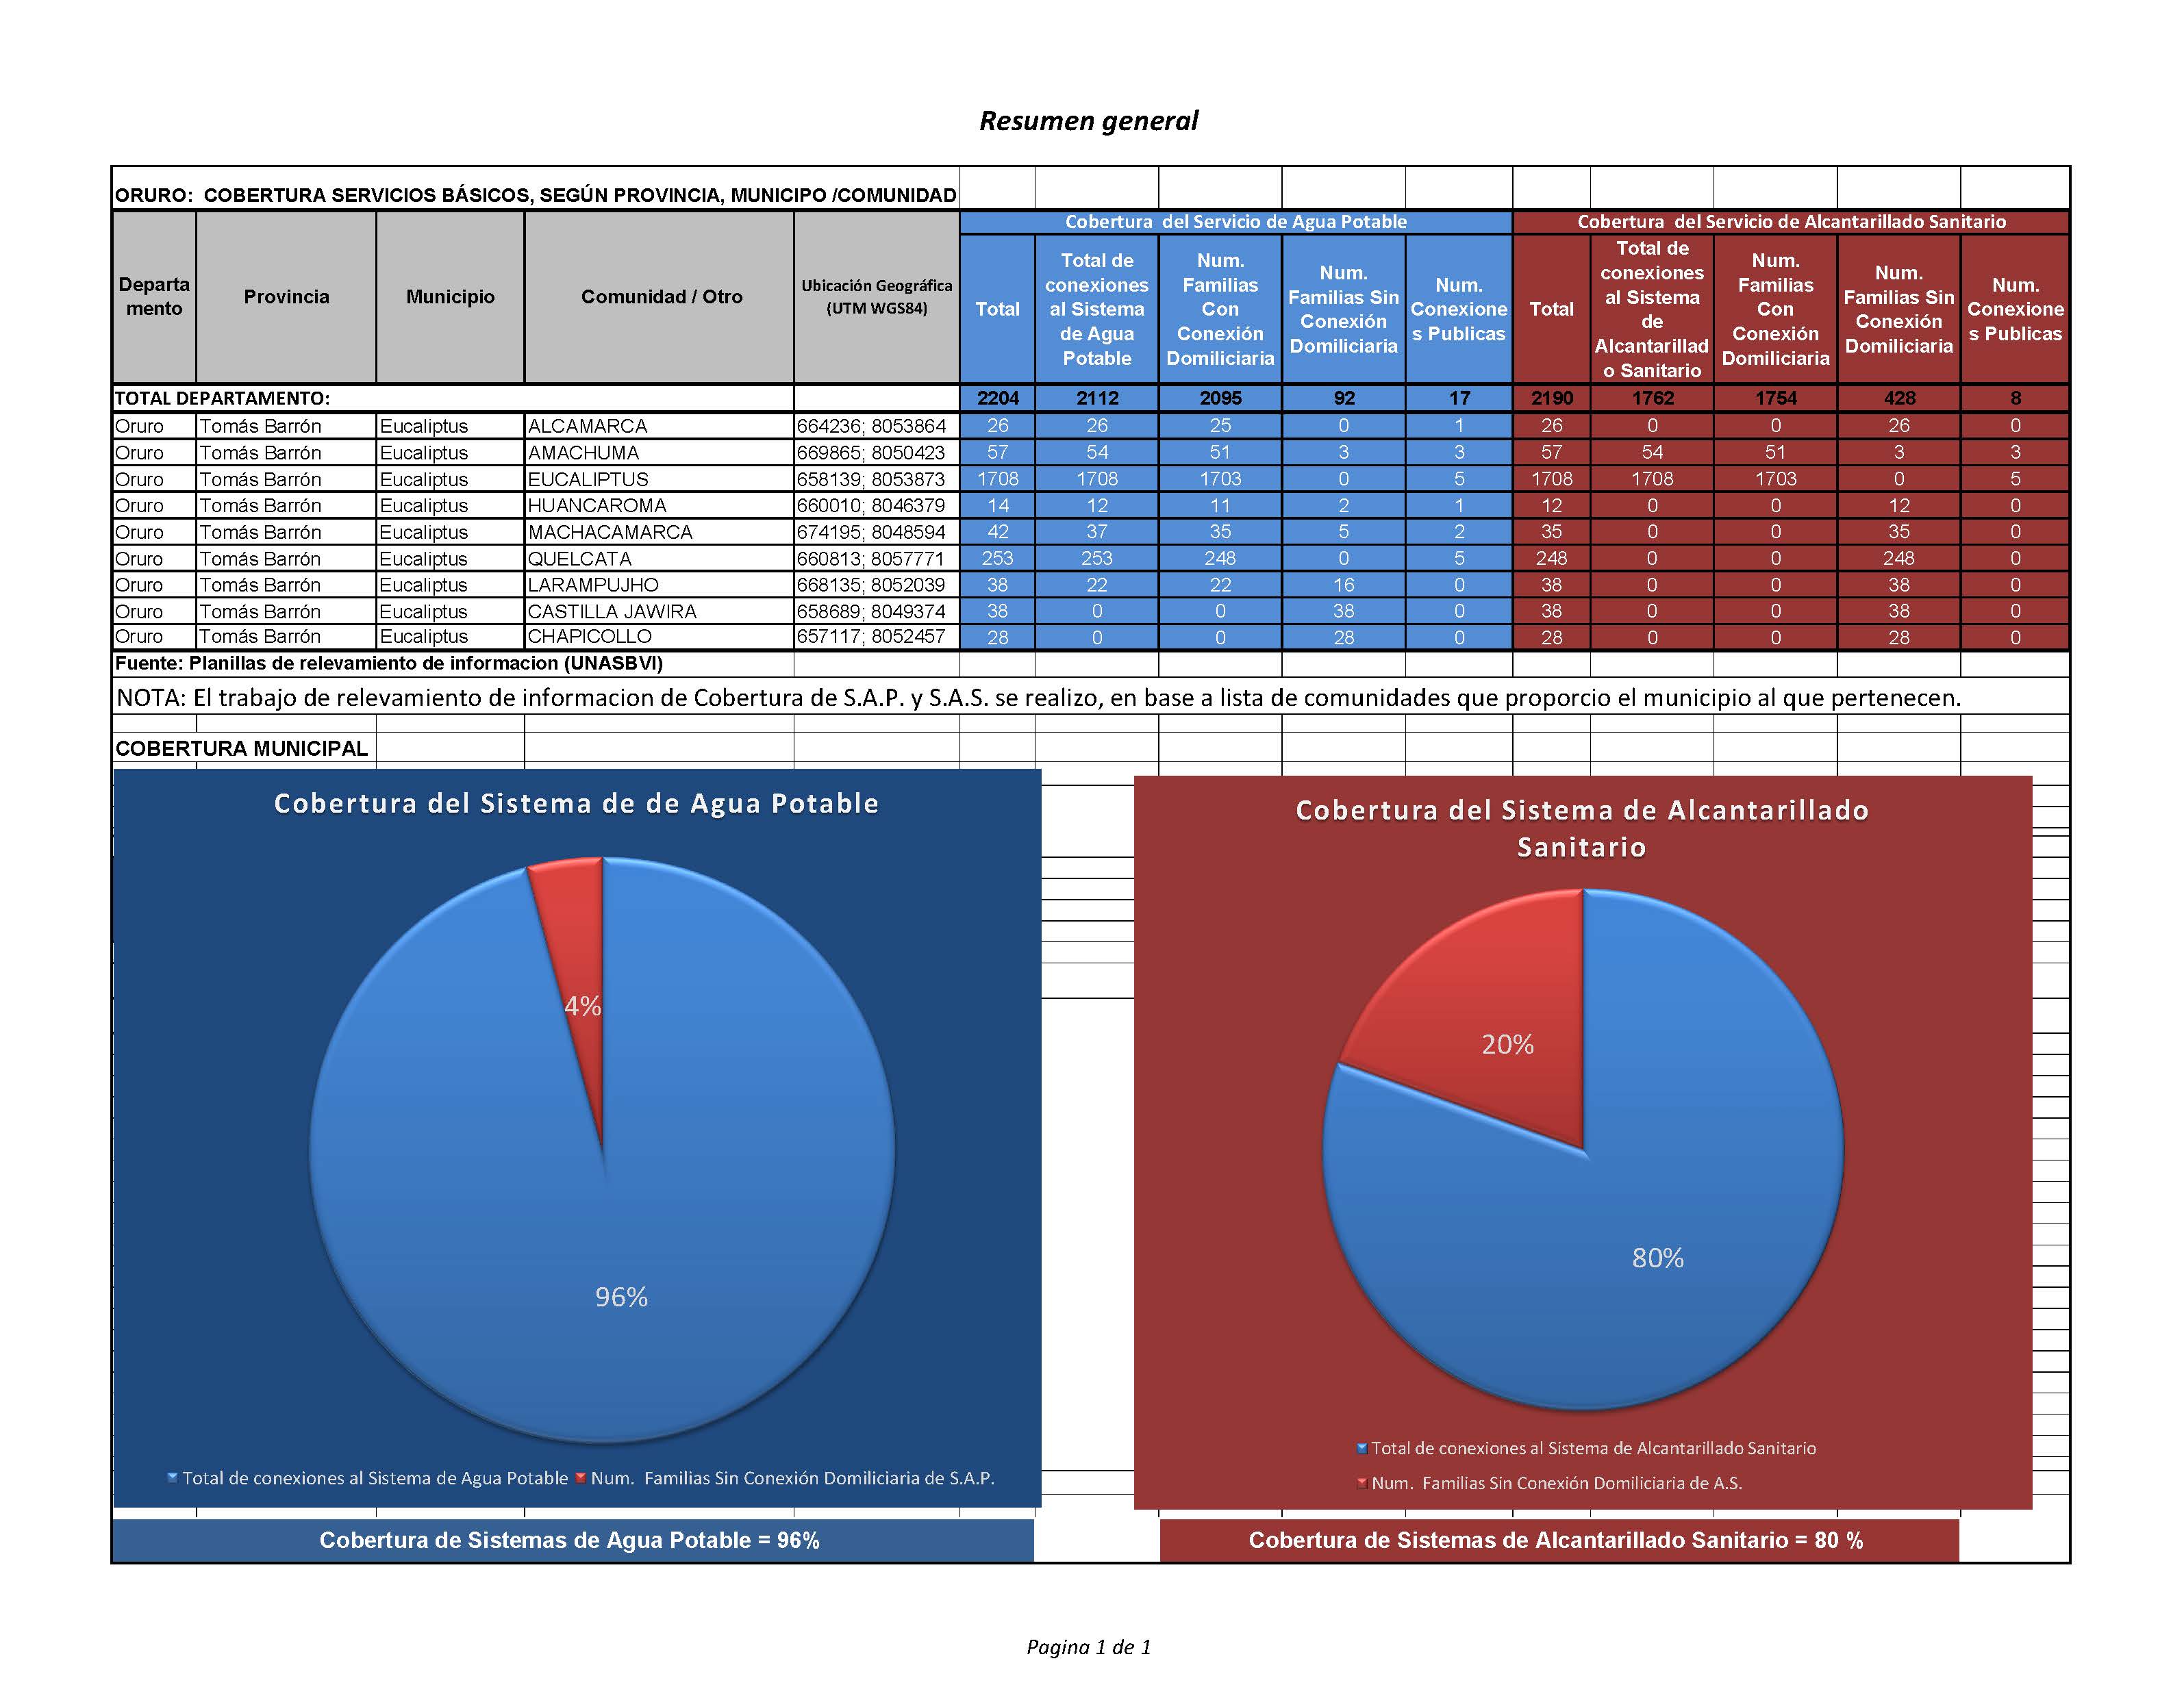 Resumen general
ORURO: COBERTURA SERVICIOS BÁSICOS, SEGÚN PROVINCIA, MUNICIPO /COMUNIDAD
Cobertura del Servicio de Agua Potable Cobertura del Servicio de Alcantarillado Sanitario
Departa
mento
Provincia
Municipio
Comunidad / Otro
Ubicación Geográfica
(UTM WGS84)
Total
Total de
conexiones
al Sistema
de Agua
Potable
Num.
Familias
Con
Conexión
Domiliciaria
Num.
Familias Sin
Conexión
Domiliciaria
Num.
Conexione
s Publicas
Total
Total de
conexiones
al Sistema
de
Alcantarillad
o Sanitario
Num.
Familias
Con
Conexión
Domiliciaria
Num.
Familias Sin
Conexión
Domiliciaria
Num.
Conexione
s Publicas
TOTAL DEPARTAMENTO: 2204 2112 2095 92 17 2190 1762 1754 428 8
Oruro Tomás Barrón Eucaliptus ALCAMARCA 664236; 8053864 26 26 25 0 1 26 0 0 26 0
Oruro Tomás Barrón Eucaliptus AMACHUMA 669865; 8050423 57 54 51 3 3 57 54 51 3 3
Oruro Tomás Barrón Eucaliptus EUCALIPTUS 658139; 8053873 1708 1708 1703 0 5 1708 1708 1703 0 5
Oruro Tomás Barrón Eucaliptus HUANCAROMA 660010; 8046379 14 12 11 2 1 12 0 0 12 0
Oruro Tomás Barrón Eucaliptus MACHACAMARCA 674195; 8048594 42 37 35 5 2 35 0 0 35 0
Oruro Tomás Barrón Eucaliptus QUELCATA 660813; 8057771 253 253 248 0 5 248 0 0 248 0
Oruro Tomás Barrón Eucaliptus LARAMPUJHO 668135; 8052039 38 22 22 16 0 38 0 0 38 0
Oruro Tomás Barrón Eucaliptus CASTILLA JAWIRA 658689; 8049374 38 0 0 38 0 38 0 0 38 0
Oruro Tomás Barrón Eucaliptus CHAPICOLLO 657117; 8052457 28 0 0 28 0 28 0 0 28 0
Fuente: Planillas de relevamiento de informacion (UNASBVI)
NOTA: El trabajo de relevamiento de informacion de Cobertura de S.A.P. y S.A.S. se realizo, en base a lista de comunidades que proporcio el municipio al que pertenecen.
COBERTURA MUNICIPAL
Cobertura del Sistema de de Agua Potable
4%
96%
Total de conexiones al Sistema de Agua Potable Num. Familias Sin Conexión Domiliciaria de S.A.P.
Cobertura de Sistemas de Agua Potable = 96%
Cobertura del Sistema de Alcantarillado
Sanitario
20%
80%
Total de conexiones al Sistema de Alcantarillado Sanitario
Num. Familias Sin Conexión Domiliciaria de A.S.
Cobertura de Sistemas de Alcantarillado Sanitario = 80 %
Pagina 1 de 1